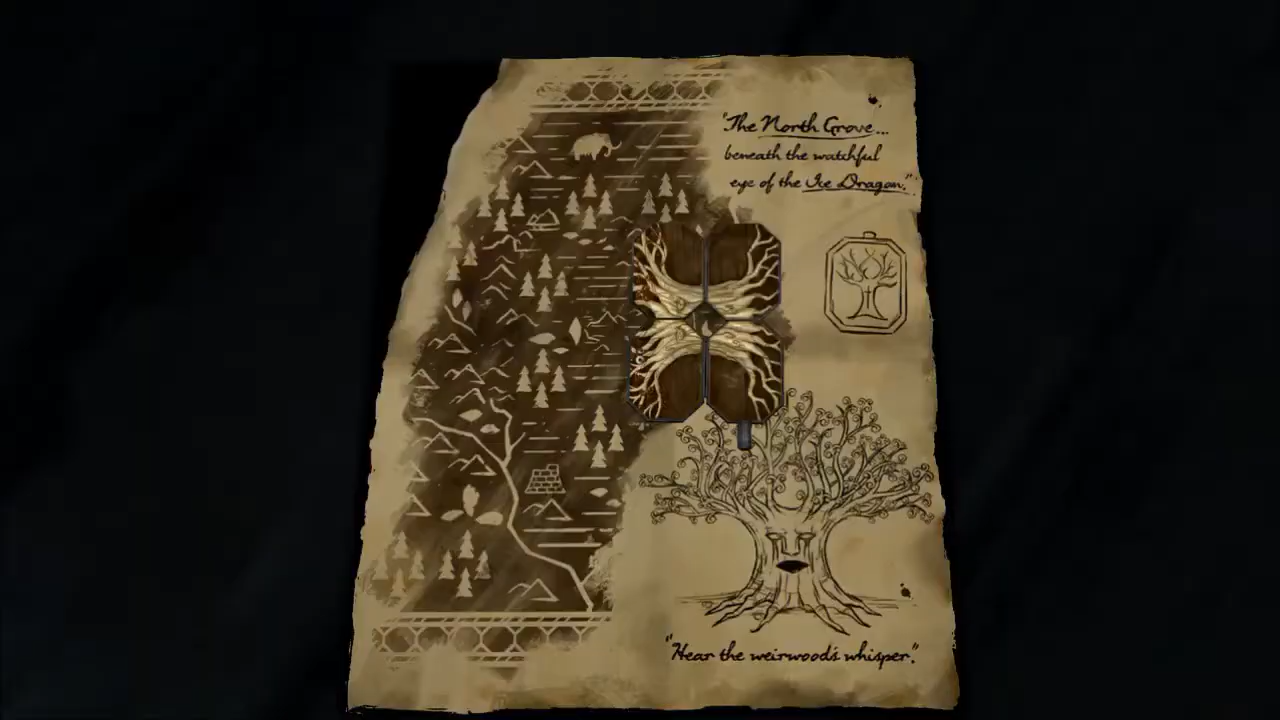 "The North Grove...
beneath the watchful
eye of the Ice Dragon."
"Hear the weirwood's whisper."